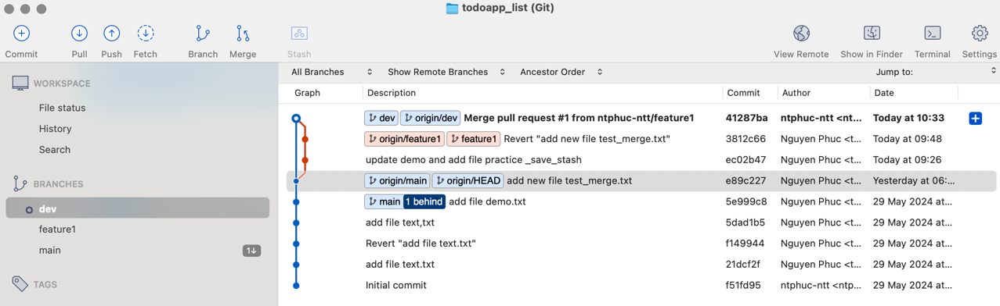 todoapp_list (Git)
Commit Pull Push Fetch Branch Merge Stash View Remote Show in Finder Terminal Settings
WORKSPACE
File status
History
Search
BRANCHES
dev
feature1
main 1↓
TAGS
All Branches Show Remote Branches Ancestor Order Jump to:
Graph Description Commit Author Date
dev origin/dev Merge pull request #1 from ntphuc-ntt/feature1 41287ba ntphuc-ntt <nt... Today at 10:33
origin/feature1 feature1 Revert "add new file test_merge.txt" 3812c66 Nguyen Phuc <t... Today at 09:48
update demo and add file practice _save_stash ec02b47 Nguyen Phuc <t... Today at 09:26
origin/main origin/HEAD add new file test_merge.txt e89c227 Nguyen Phuc <t... Yesterday at 06:...
main 1 behind add file demo.txt 5e999c8 Nguyen Phuc <t... 29 May 2024 at...
add file text,txt 5dad1b5 Nguyen Phuc <t... 29 May 2024 at...
Revert "add file text.txt" f149944 Nguyen Phuc <t... 29 May 2024 at...
add file text.txt 21dcf2f Nguyen Phuc <t... 29 May 2024 at...
Initial commit f51fd95 ntphuc-ntt <ntp... 29 May 2024 at...